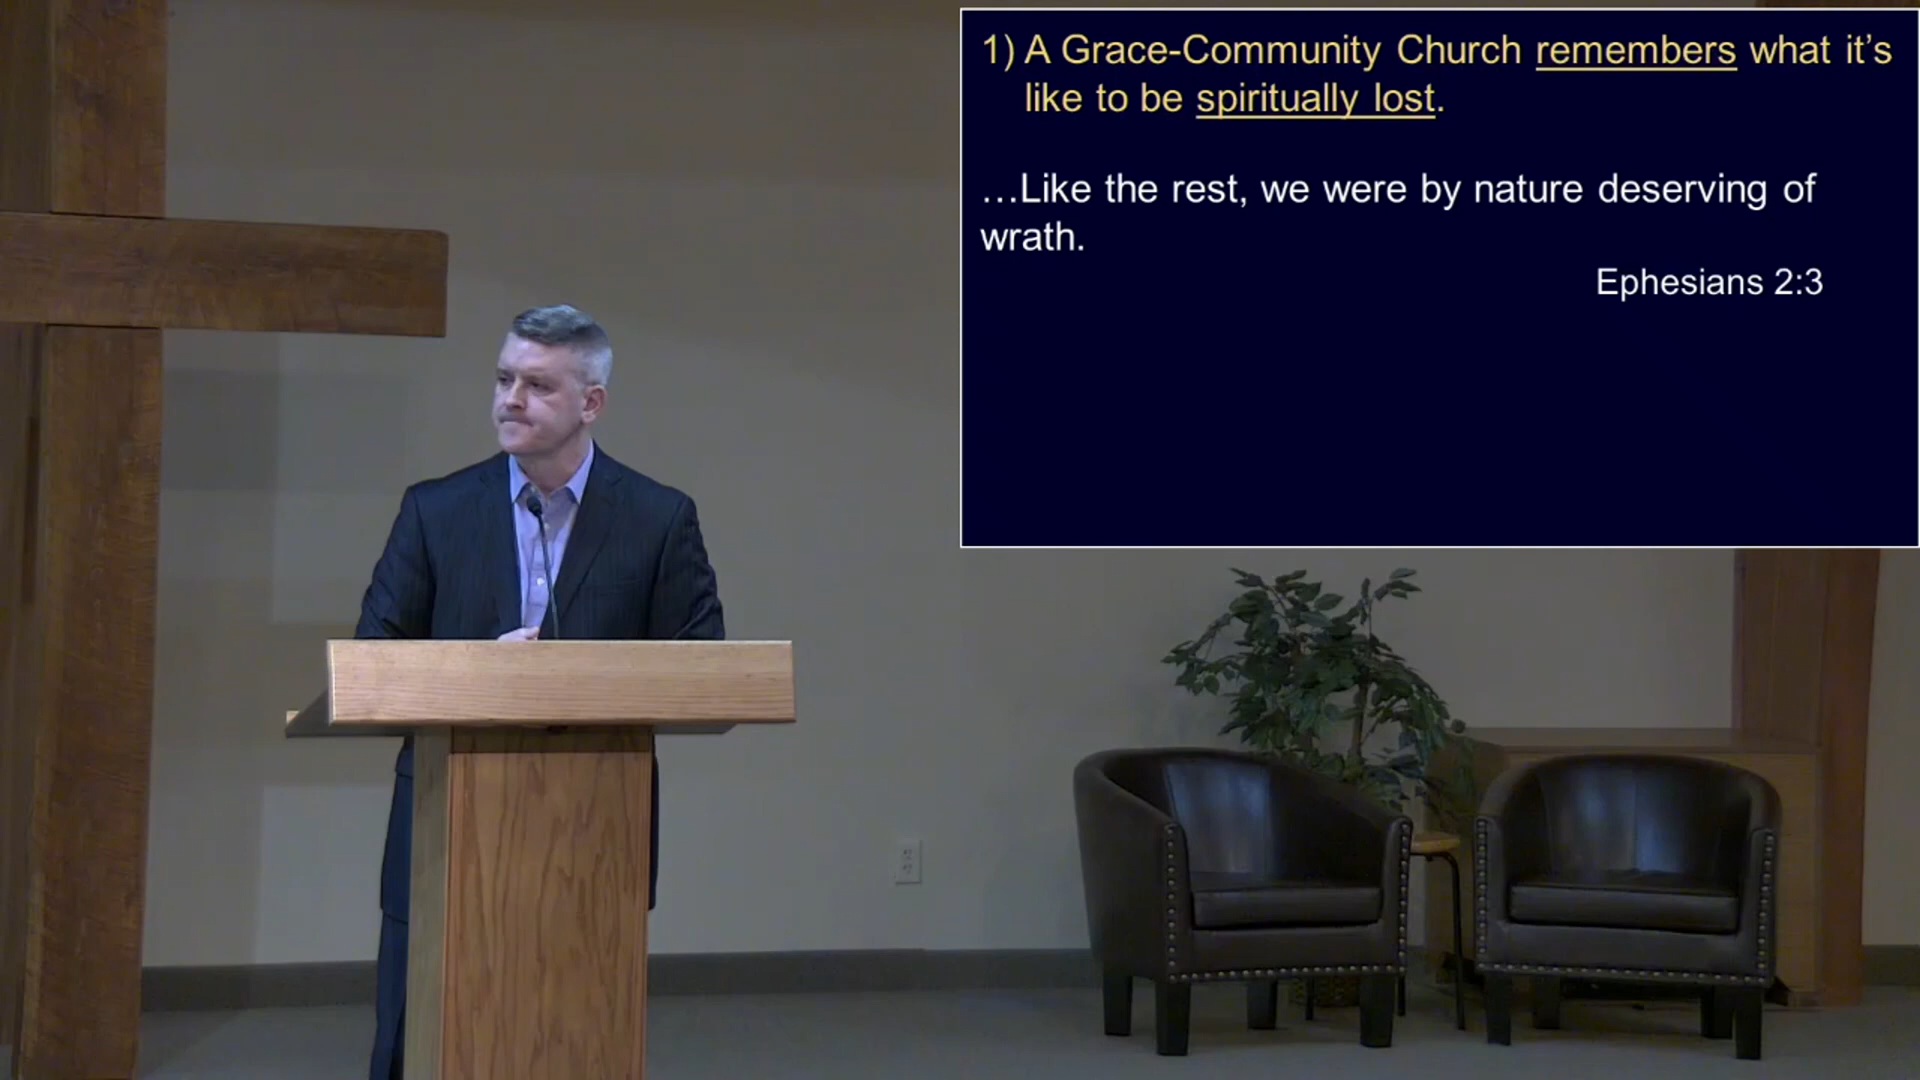 1) A Grace-Community Church remembers what it's
like to be spiritually lost.
…Like the rest, we were by nature deserving of
wrath.
Ephesians 2:3